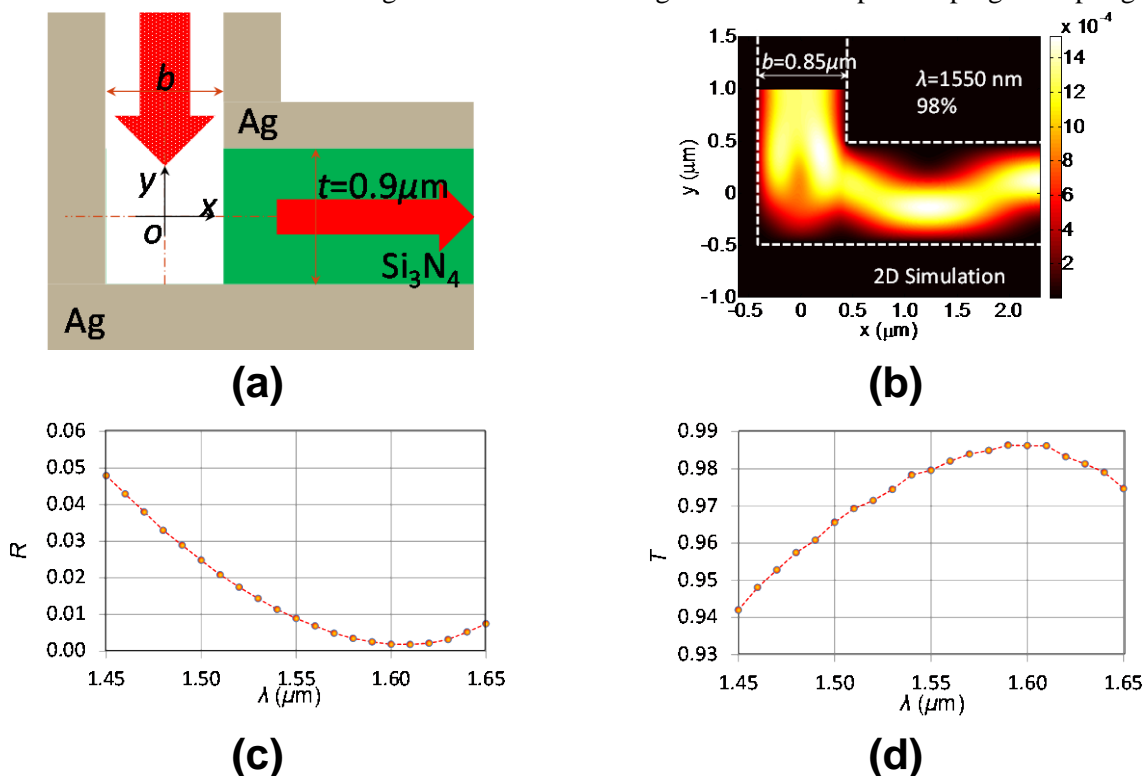 b
Ag
y
x
t=0.9μm
o
Si₃N₄
Ag
(a)
x 10⁻⁴
1.5
b=0.85μm
14
λ=1550 nm
1.0
98%
12
0.5
10
y (μm)
8
0
6
-0.5
4
2D Simulation
2
-1.0
-0.5 0 0.5 1.0 1.5 2.0
x (μm)
(b)
0.06
0.05
0.04
0.03
R
0.02
0.01
0.00
1.45 1.50 1.55 1.60 1.65
λ (μm)
(c)
0.99
0.98
0.97
0.96
T
0.95
0.94
0.93
1.45 1.50 1.55 1.60 1.65
λ (μm)
(d)